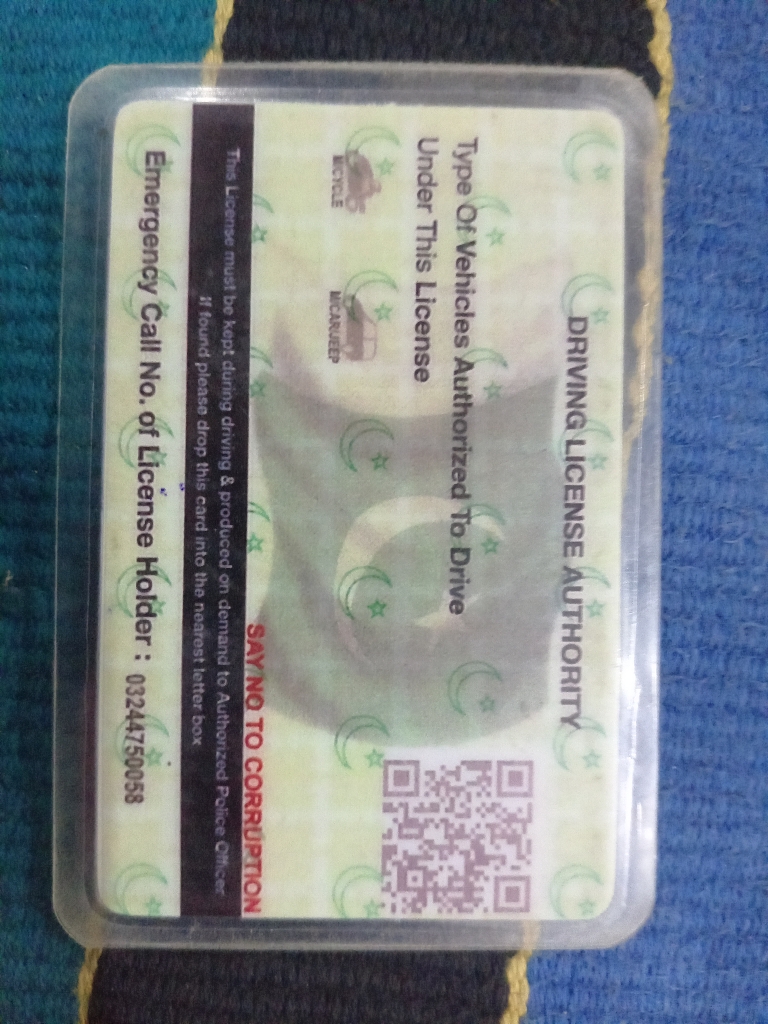 DRIVING LICENSE AUTHORITY
Type Of Vehicles Authorized To Drive
Under This License
M/CYCLE
M/CAR/JEEP
SAY NO TO CORRUPTION
This License must be kept during driving & produced on demand to Authorized Police Officer
If found please drop this card into the nearest letter box
Emergency Call No. of License Holder : 03244750058